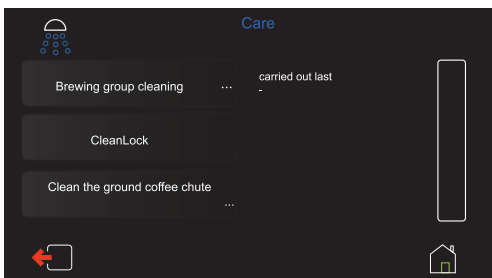 Care
Brewing group cleaning ...
carried out last
-
CleanLock
Clean the ground coffee chute
...